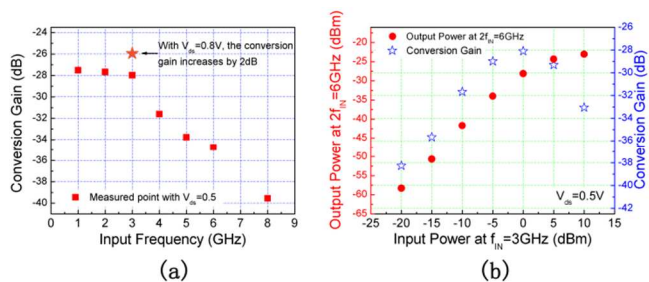 -24
-26
-28
-30
-32
-34
-36
-38
-40
Conversion Gain (dB)
With Vds=0.8V, the conversion
gain increases by 2dB
Measured point with Vds=0.5
0 1 2 3 4 5 6 7 8 9
Input Frequency (GHz)
(a)
-20
-25
-30
-35
-40
-45
-50
-55
-60
-65
Output Power at 2fIN=6GHz (dBm)
Output Power at 2fIN=6GHz
Conversion Gain
Vds=0.5V
-25 -20 -15 -10 -5 0 5 10 15
Input Power at fIN=3GHz (dBm)
-26
-28
-30
-32
-34
-36
-38
-40
-42
Conversion Gain (dB)
(b)